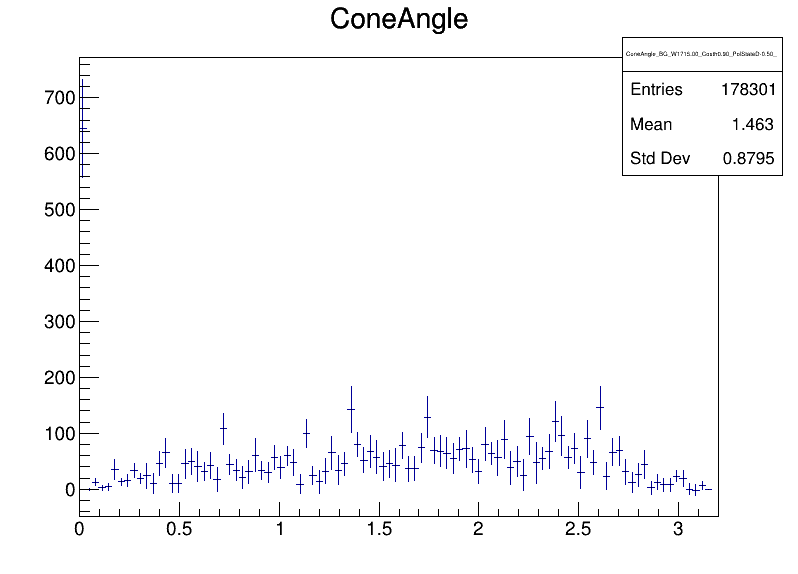 ConeAngle
ConeAngle_BG_W1715.00_Costh0.90_PolStateD-0.50_
Entries 178301
Mean 1.463
Std Dev 0.8795
700
600
500
400
300
200
100
0
0 0.5 1 1.5 2 2.5 3